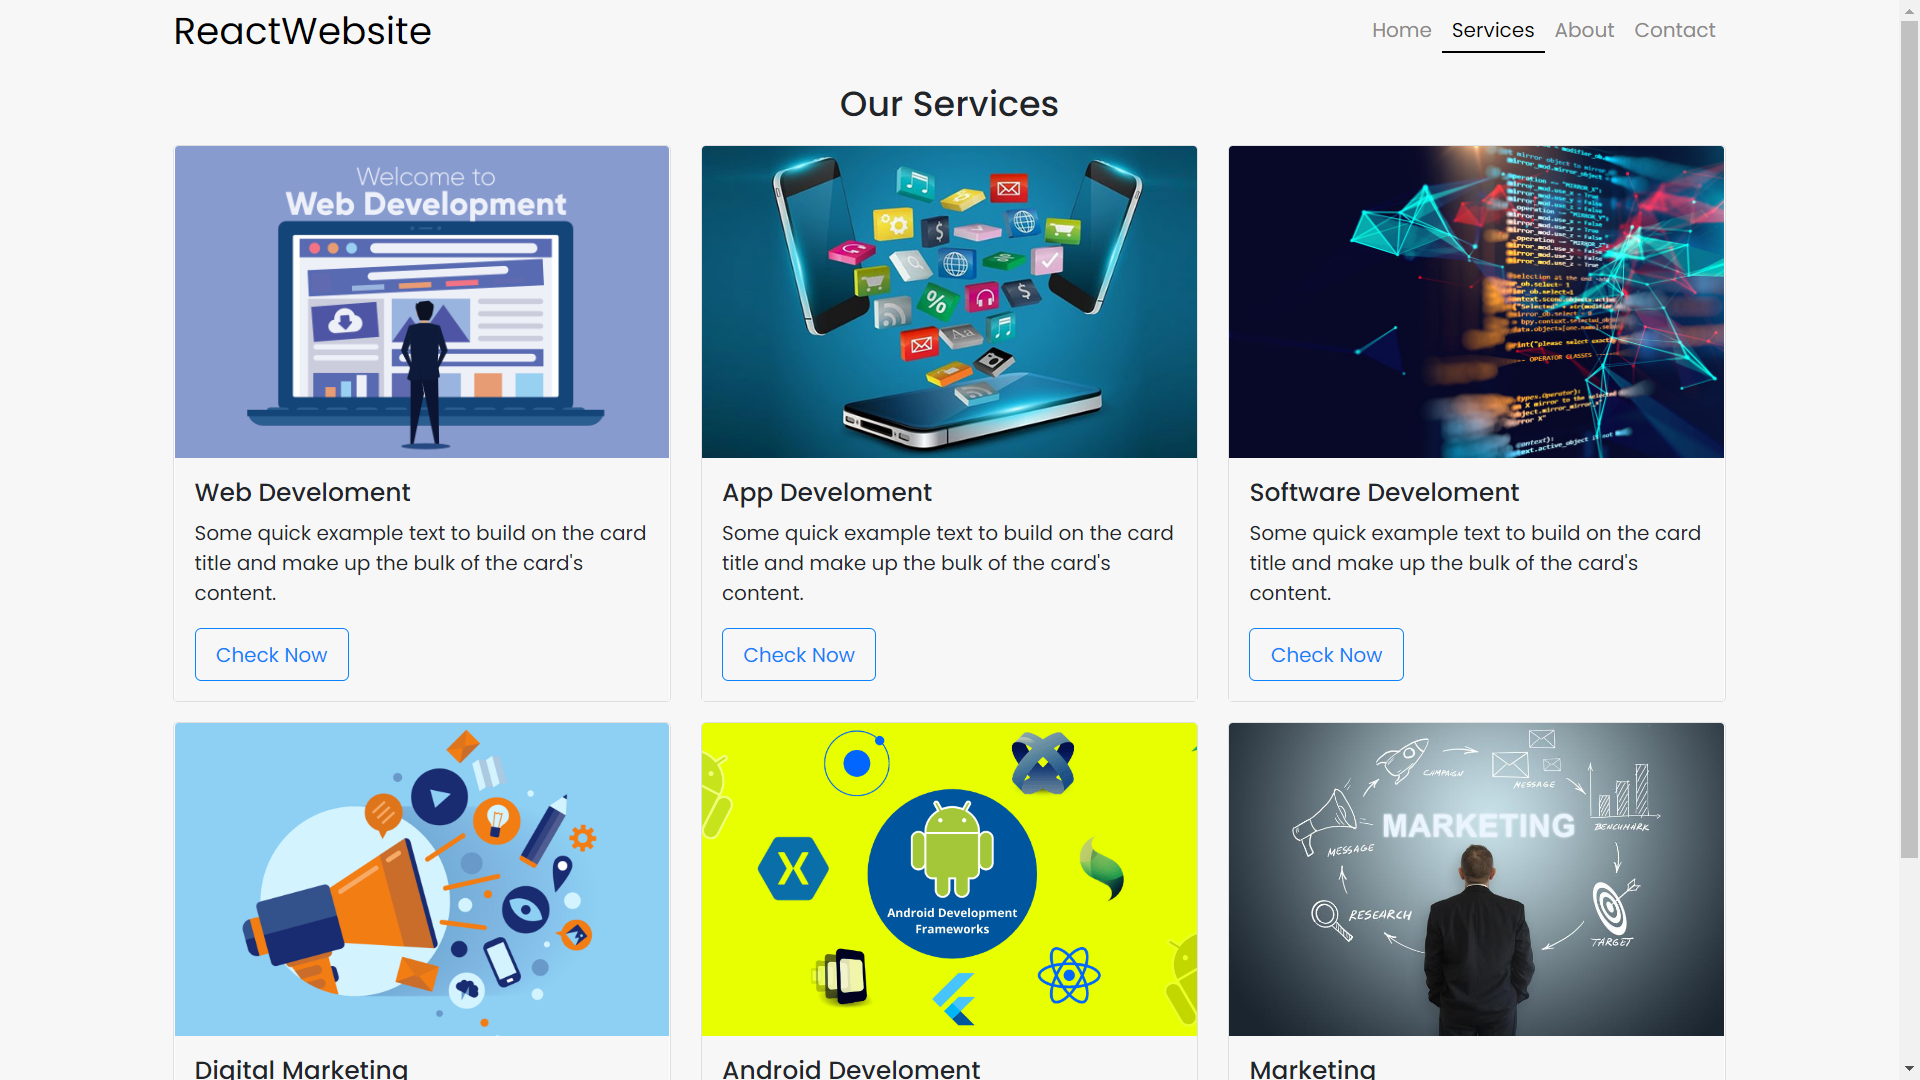 ReactWebsite
Home Services About Contact
Our Services
Welcome to
Web Development
Web Develoment
Some quick example text to build on the card
title and make up the bulk of the card's
content.
Check Now
App Develoment
Some quick example text to build on the card
title and make up the bulk of the card's
content.
Check Now
Software Develoment
Some quick example text to build on the card
title and make up the bulk of the card's
content.
Check Now
Digital Marketing
Android Development
Frameworks
Android Develoment
CAMPAIGN
MESSAGE
MARKETING
BENCHMARK
MESSAGE
RESEARCH
TARGET
Marketing